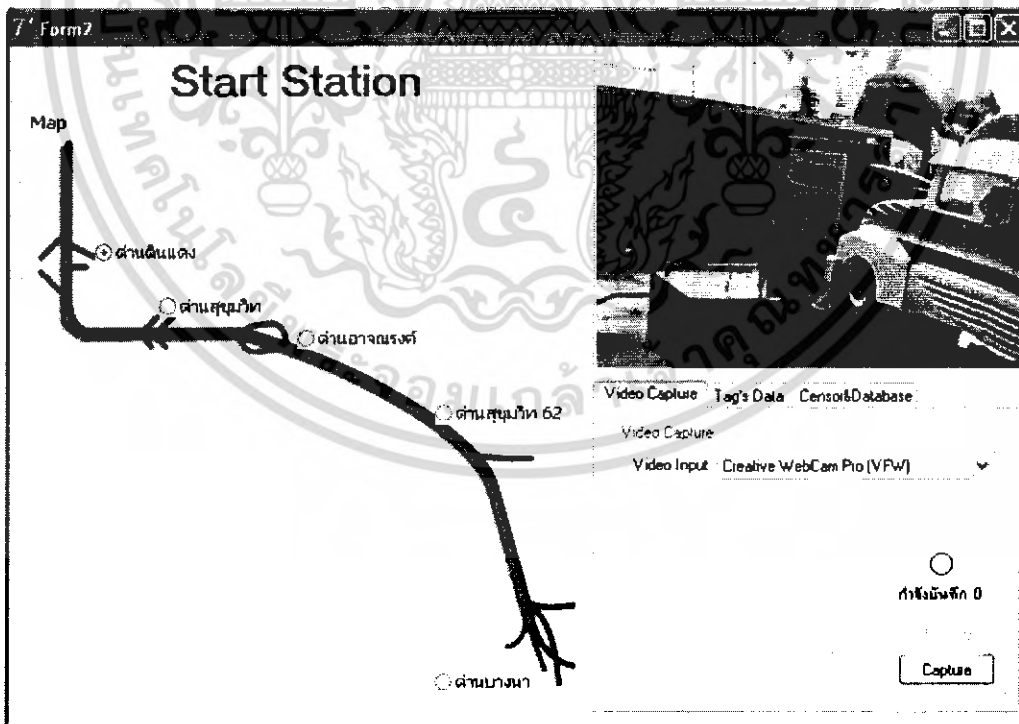 Form2
Start Station
Map
ด่านดินแดง
ด่านสุขุมวิท
ด่านอาจณรงค์
ด่านสุขุมวิท 62
ด่านบางนา
Video Capture Tag's Data Censor&Database
Video Capture
Video Input Creative WebCam Pro (VFW)
กำลังบันทึก 0
Capture